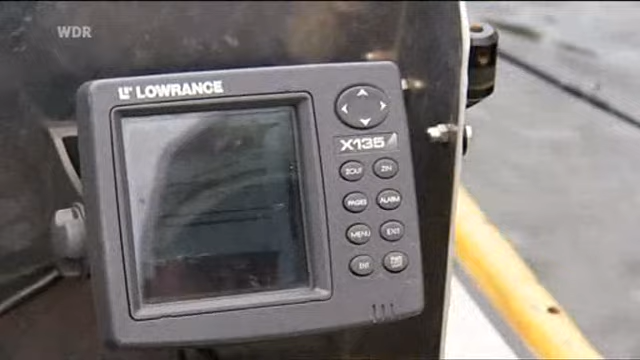 WDR
LOWRANCE
X135
ZOUT ZIN
PAGES ALARM
MENU EXIT
ENT PWR